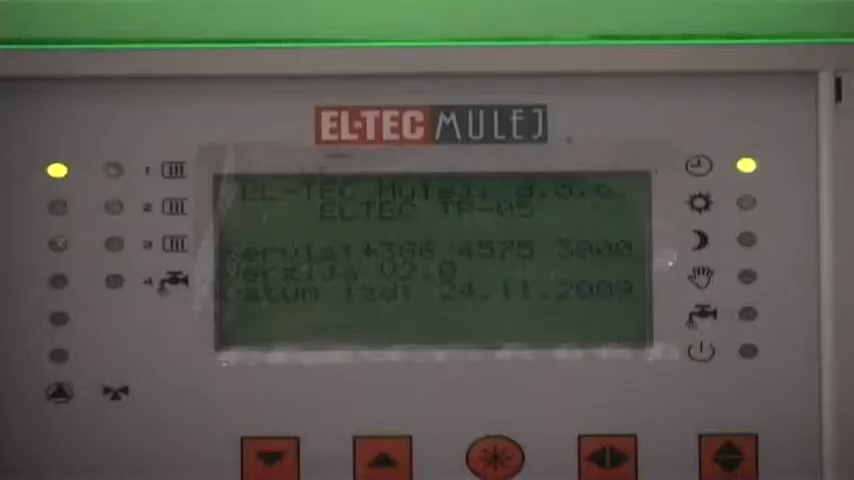 EL-TEC MULEJ
EL-TEC Mulej, d.o.o.
ELTEC TP-05
Servis:+386 4575 3000
Verzija V2.0
Datum izd: 24.11.2009
1
2
3
4